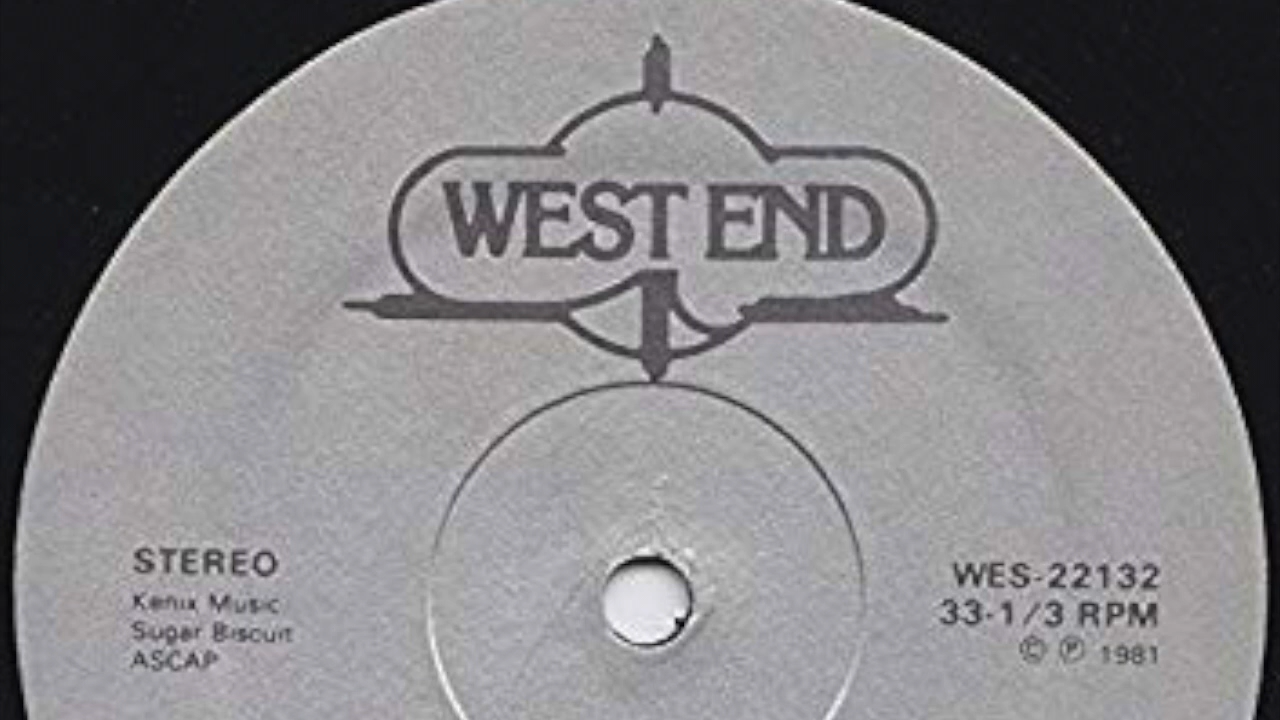 WEST END
STEREO
Kenix Music
Sugar Biscuit
ASCAP
WES-22132
33-1/3 RPM
© ℗ 1981